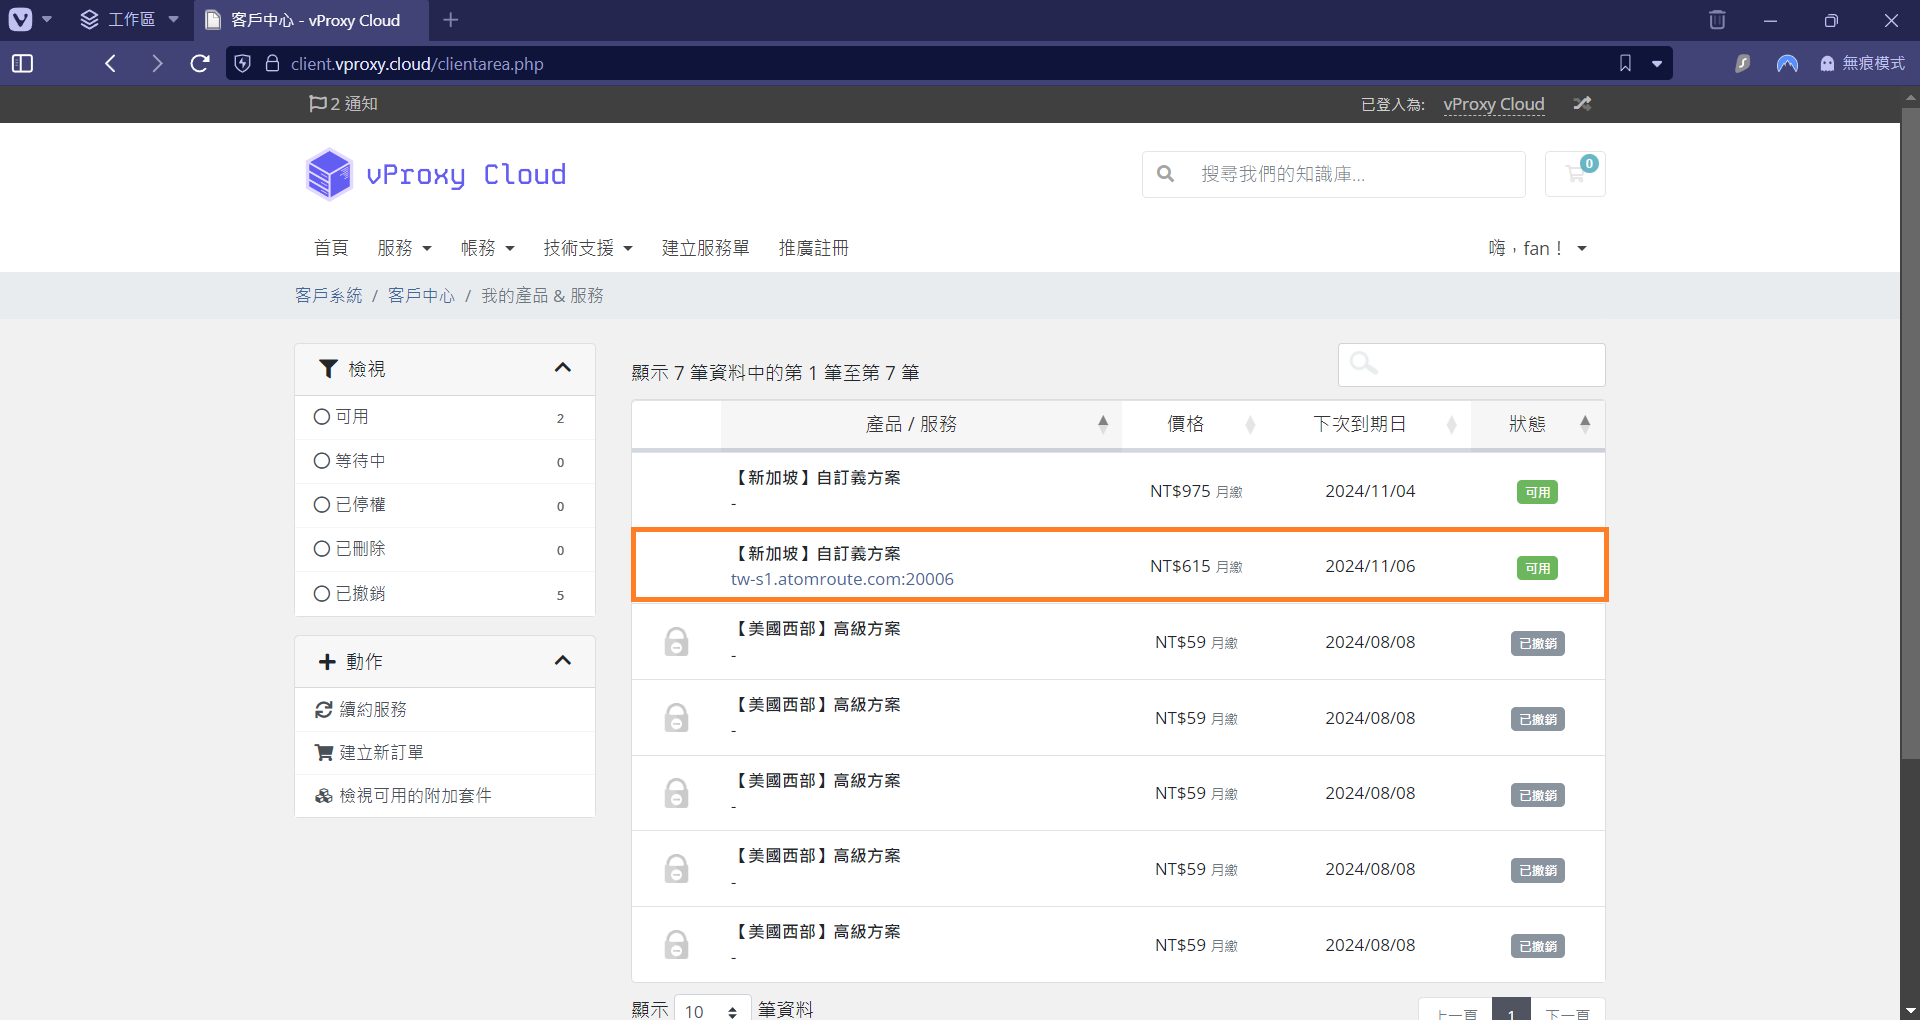 工作區
客戶中心 - vProxy Cloud
client.vproxy.cloud/clientarea.php
無痕模式
2 通知
已登入為: vProxy Cloud
vProxy Cloud
搜尋我們的知識庫...
0
首頁 服務 帳務 技術支援 建立服務單 推廣註冊
嗨，fan！
客戶系統 / 客戶中心 / 我的產品 & 服務
檢視
可用 2
等待中 0
已停權 0
已刪除 0
已撤銷 5
動作
續約服務
建立新訂單
檢視可用的附加套件
顯示 7 筆資料中的第 1 筆至第 7 筆
產品 / 服務 價格 下次到期日 狀態
【新加坡】自訂義方案
-
NT$975 月繳 2024/11/04 可用
【新加坡】自訂義方案
tw-s1.atomroute.com:20006
NT$615 月繳 2024/11/06 可用
【美國西部】高級方案
-
NT$59 月繳 2024/08/08 已撤銷
【美國西部】高級方案
-
NT$59 月繳 2024/08/08 已撤銷
【美國西部】高級方案
-
NT$59 月繳 2024/08/08 已撤銷
【美國西部】高級方案
-
NT$59 月繳 2024/08/08 已撤銷
【美國西部】高級方案
-
NT$59 月繳 2024/08/08 已撤銷
顯示 10 筆資料
上一頁 1 下一頁